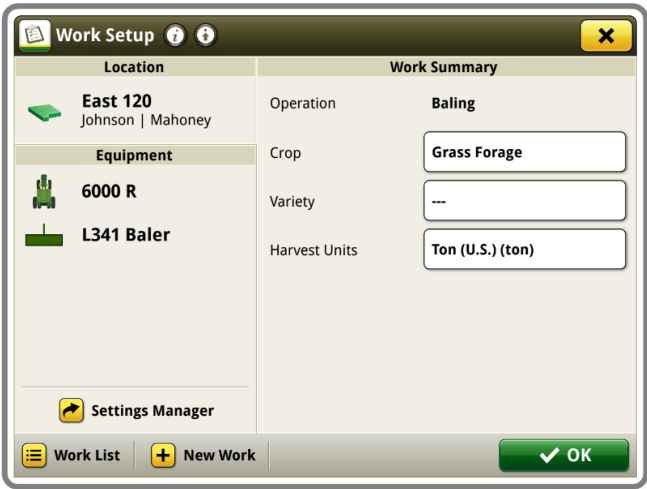 Work Setup
Location
East 120
Johnson | Mahoney
Equipment
6000 R
L341 Baler
Settings Manager
Work Summary
Operation Baling
Crop Grass Forage
Variety ---
Harvest Units Ton (U.S.) (ton)
Work List New Work OK